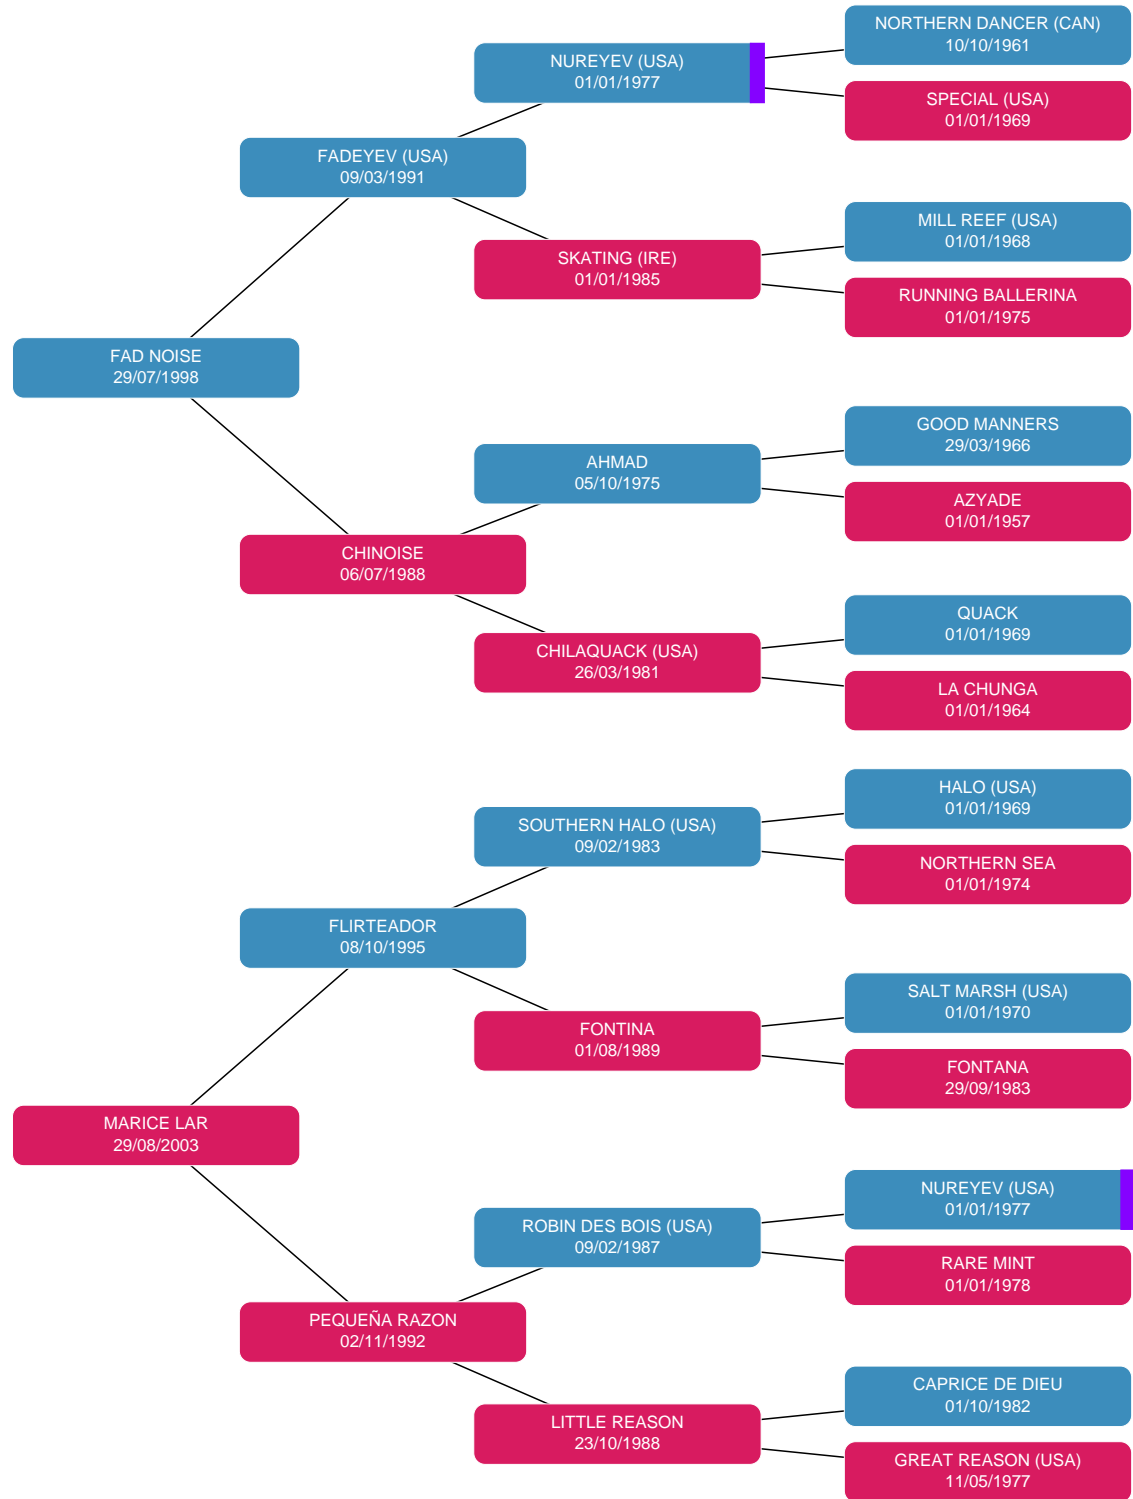 NORTHERN DANCER (CAN)
10/10/1961
NUREYEV (USA)
01/01/1977
SPECIAL (USA)
01/01/1969
FADEYEV (USA)
09/03/1991
MILL REEF (USA)
01/01/1968
SKATING (IRE)
01/01/1985
RUNNING BALLERINA
01/01/1975
FAD NOISE
29/07/1998
GOOD MANNERS
29/03/1966
AHMAD
05/10/1975
AZYADE
01/01/1957
CHINOISE
06/07/1988
QUACK
01/01/1969
CHILAQUACK (USA)
26/03/1981
LA CHUNGA
01/01/1964
HALO (USA)
01/01/1969
SOUTHERN HALO (USA)
09/02/1983
NORTHERN SEA
01/01/1974
FLIRTEADOR
08/10/1995
SALT MARSH (USA)
01/01/1970
FONTINA
01/08/1989
FONTANA
29/09/1983
MARICE LAR
29/08/2003
NUREYEV (USA)
01/01/1977
ROBIN DES BOIS (USA)
09/02/1987
RARE MINT
01/01/1978
PEQUEÑA RAZON
02/11/1992
CAPRICE DE DIEU
01/10/1982
LITTLE REASON
23/10/1988
GREAT REASON (USA)
11/05/1977